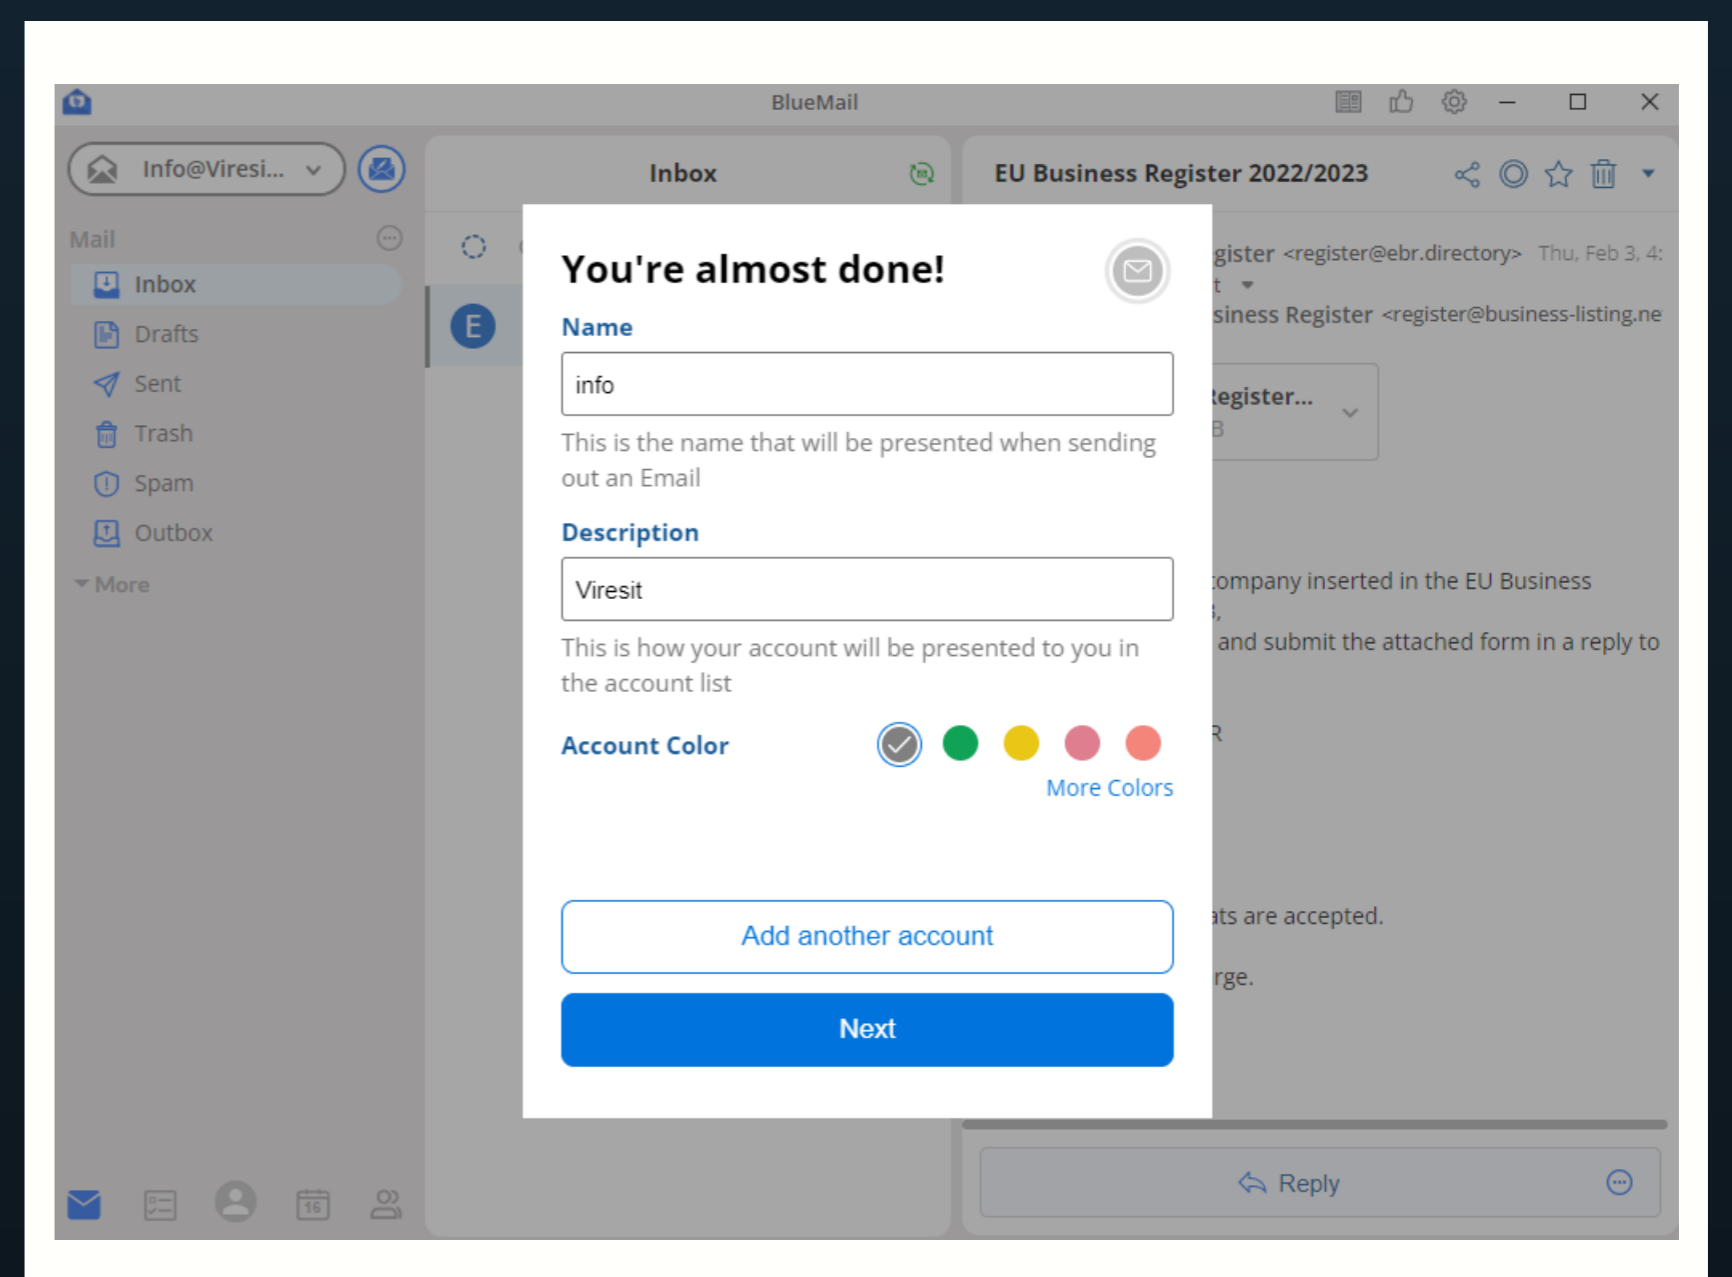 BlueMail
Info@Viresi...
Inbox
EU Business Register 2022/2023
Mail
Inbox
Drafts
Sent
Trash
Spam
Outbox
More
E
You're almost done!
Name
info
This is the name that will be presented when sending
out an Email
Description
Viresit
This is how your account will be presented to you in
the account list
Account Color
More Colors
Add another account
Next
gister <register@ebr.directory> Thu, Feb 3, 4:
t
siness Register <register@business-listing.ne
Register...
B
company inserted in the EU Business
and submit the attached form in a reply to
R
ats are accepted.
rge.
Reply
16